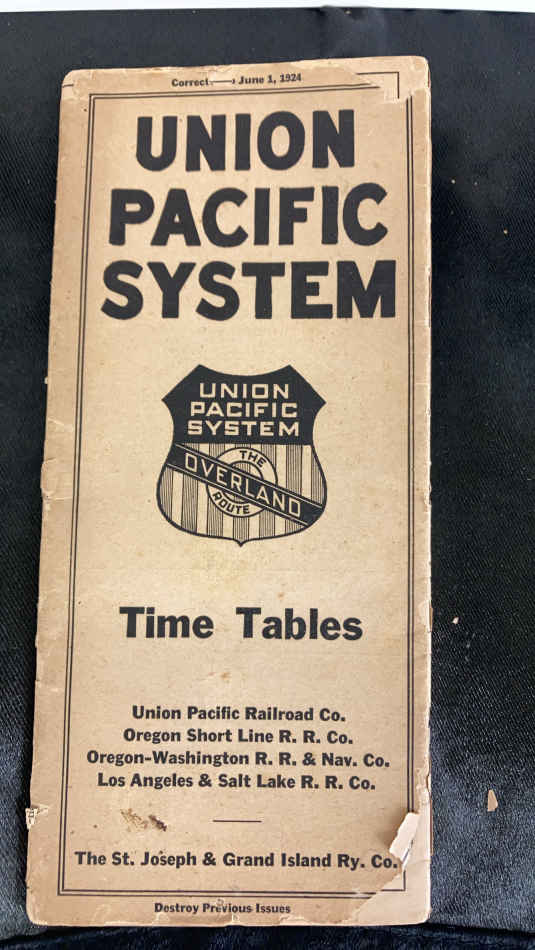 Correct June 1, 1924
UNION
PACIFIC
SYSTEM
UNION
PACIFIC
SYSTEM
THE
OVERLAND
ROUTE
Time Tables
Union Pacific Railroad Co.
Oregon Short Line R. R. Co.
Oregon-Washington R. R. & Nav. Co.
Los Angeles & Salt Lake R. R. Co.
The St. Joseph & Grand Island Ry. Co.
Destroy Previous Issues